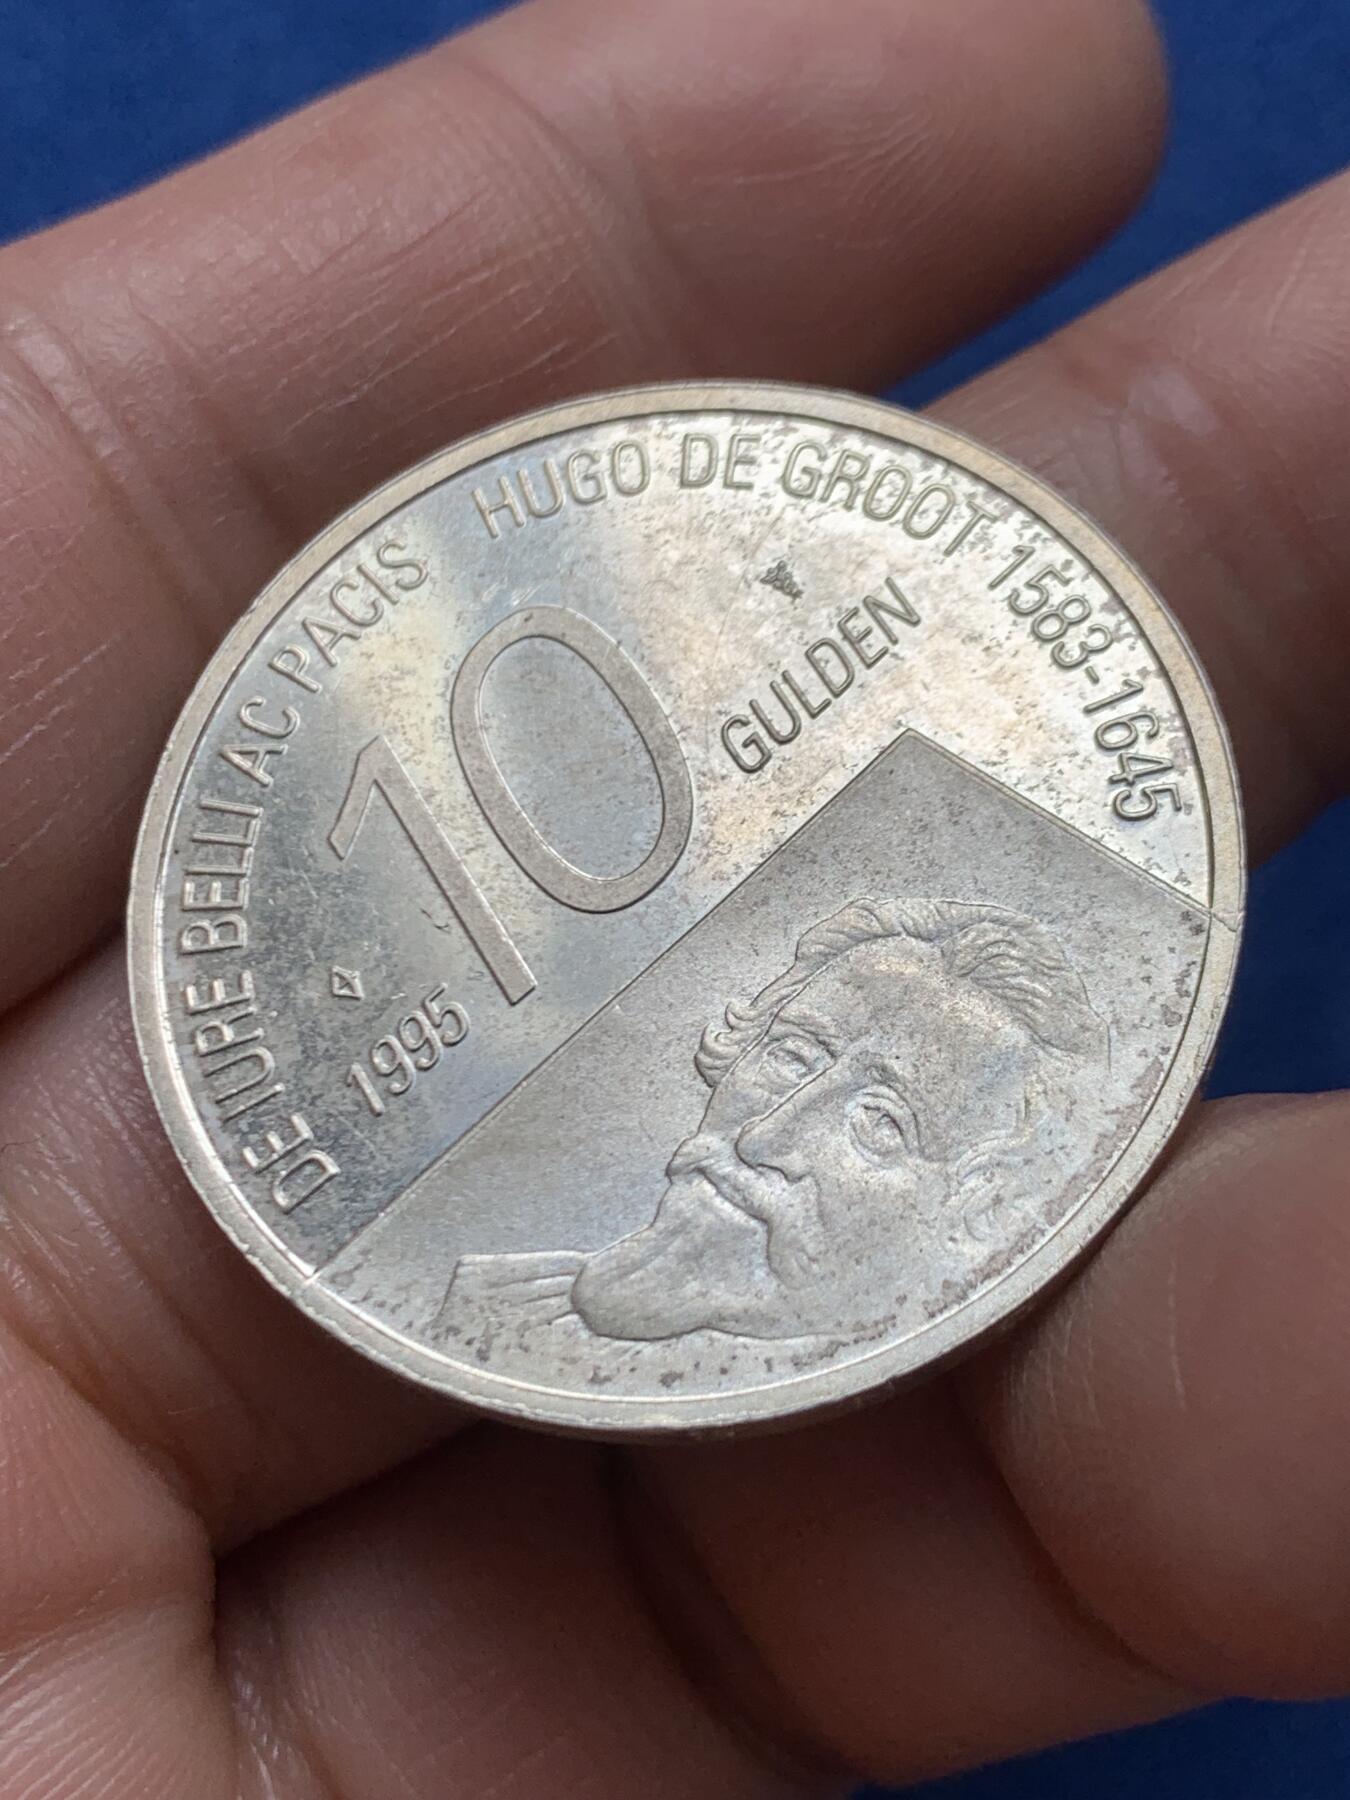 DE IURE BELLI AC PACIS HUGO DE GROOT 1583-1645
10
GULDEN
1995